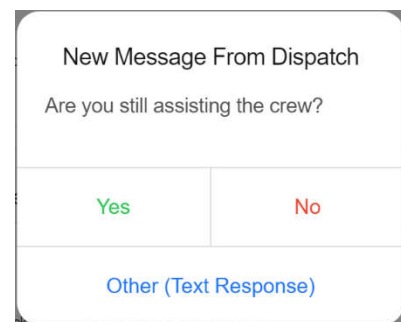 New Message From Dispatch
Are you still assisting the crew?
Yes
No
Other (Text Response)